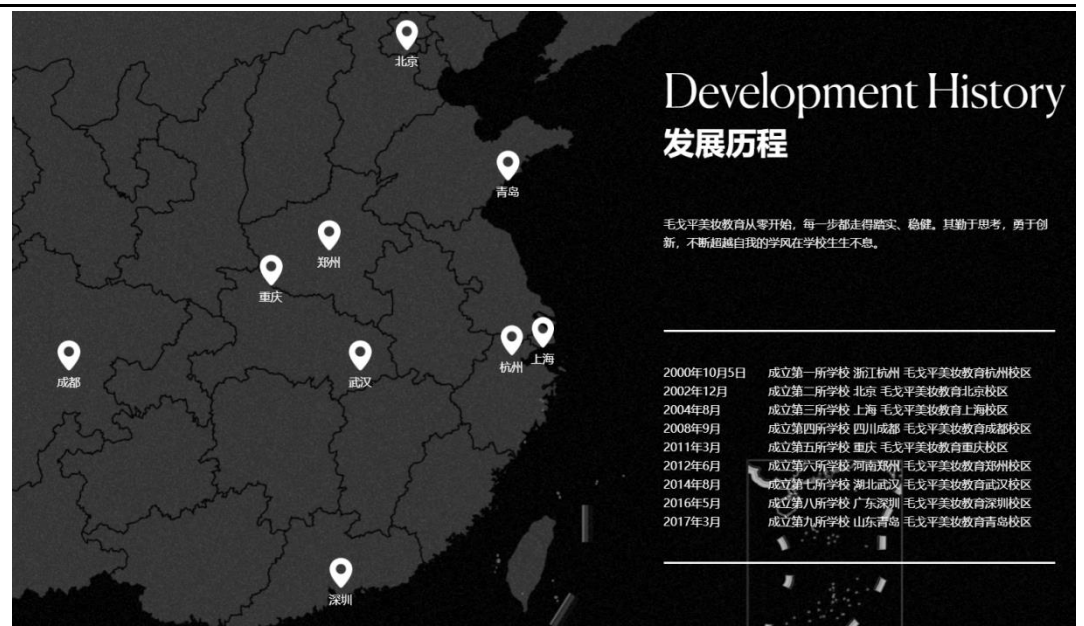 北京
青岛
郑州
重庆
成都
武汉
杭州
上海
深圳
Development History
发展历程
毛戈平美妆教育从零开始，每一步都走得踏实、稳健。其勤于思考，勇于创
新，不断超越自我的学风在学校生生不息。
2000年10月5日 成立第一所学校 浙江杭州 毛戈平美妆教育杭州校区
2002年12月 成立第二所学校 北京 毛戈平美妆教育北京校区
2004年8月 成立第三所学校 上海 毛戈平美妆教育上海校区
2008年9月 成立第四所学校 四川成都 毛戈平美妆教育成都校区
2011年3月 成立第五所学校 重庆 毛戈平美妆教育重庆校区
2012年6月 成立第六所学校 河南郑州 毛戈平美妆教育郑州校区
2014年8月 成立第七所学校 湖北武汉 毛戈平美妆教育武汉校区
2016年5月 成立第八所学校 广东深圳 毛戈平美妆教育深圳校区
2017年3月 成立第九所学校 山东青岛 毛戈平美妆教育青岛校区